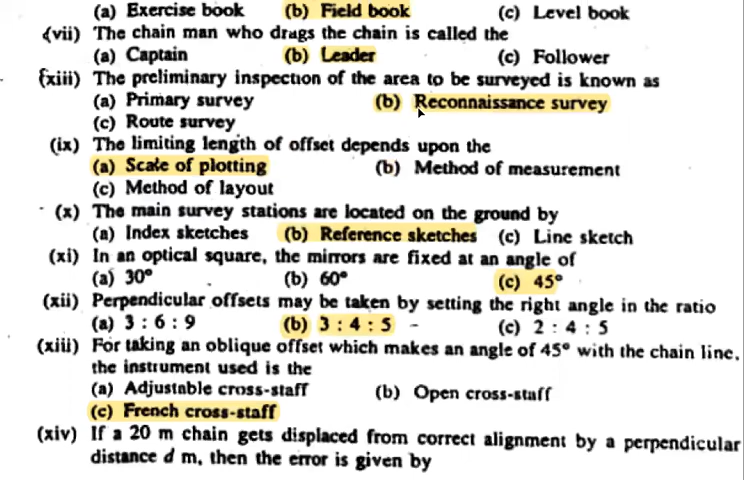 (a) Exercise book (b) Field book (c) Level book
(vii) The chain man who drags the chain is called the
(a) Captain (b) Leader (c) Follower
(xiii) The preliminary inspection of the area to be surveyed is known as
(a) Primary survey (b) Reconnaissance survey
(c) Route survey
(ix) The limiting length of offset depends upon the
(a) Scale of plotting (b) Method of measurement
(c) Method of layout
(x) The main survey stations are located on the ground by
(a) Index sketches (b) Reference sketches (c) Line sketch
(xi) In an optical square, the mirrors are fixed at an angle of
(a) 30° (b) 60° (c) 45°
(xii) Perpendicular offsets may be taken by setting the right angle in the ratio
(a) 3 : 6 : 9 (b) 3 : 4 : 5 (c) 2 : 4 : 5
(xiii) For taking an oblique offset which makes an angle of 45° with the chain line,
the instrument used is the
(a) Adjustable cross-staff (b) Open cross-staff
(c) French cross-staff
(xiv) If a 20 m chain gets displaced from correct alignment by a perpendicular
distance d m, then the error is given by